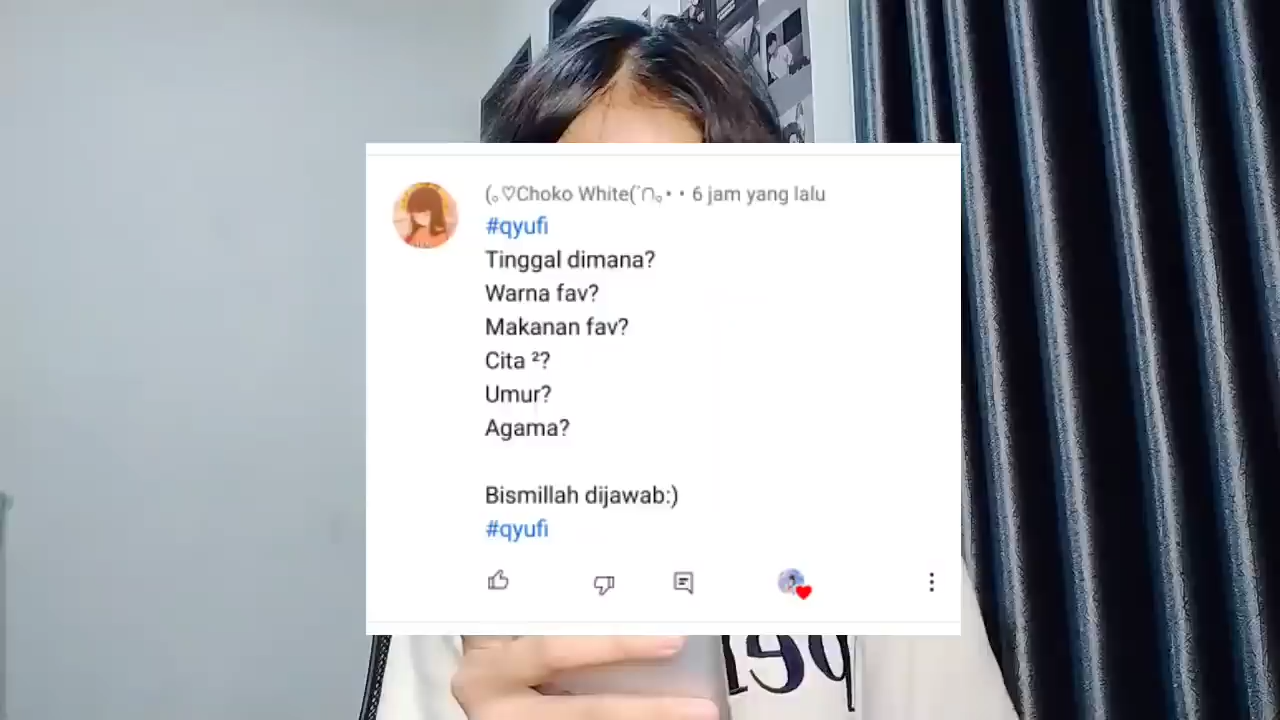 (。♡Choko White(´∩。• • 6 jam yang lalu
#qyufi
Tinggal dimana?
Warna fav?
Makanan fav?
Cita ²?
Umur?
Agama?
Bismillah dijawab:)
#qyufi